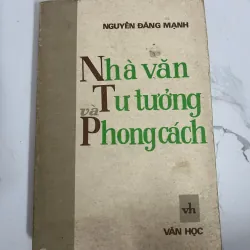 NGUYỄN ĐĂNG MẠNH
Nhà văn
Tư tưởng
và
Phong cách
vh
VĂN HỌC